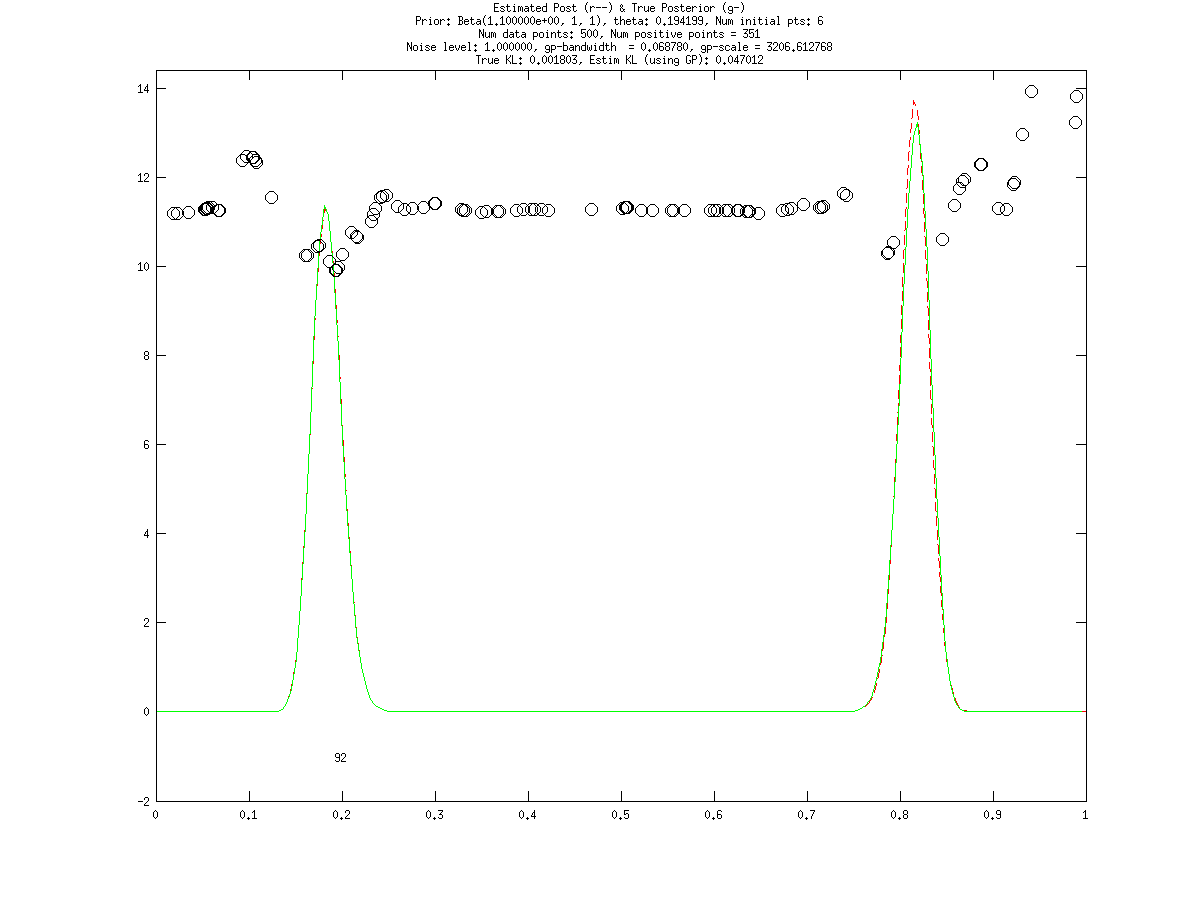 Estimated Post (r--) & True Posterior (g-)
Prior: Beta(1.100000e+00, 1, 1), theta: 0.194199, Num initial pts: 6
Num data points: 500, Num positive points = 351
Noise level: 1.000000, gp-bandwidth  = 0.068780, gp-scale = 3206.612768
True KL: 0.001803, Estim KL (using GP): 0.047012
14
12
10
8
6
4
2
0
92
-2
0 0.1 0.2 0.3 0.4 0.5 0.6 0.7 0.8 0.9 1